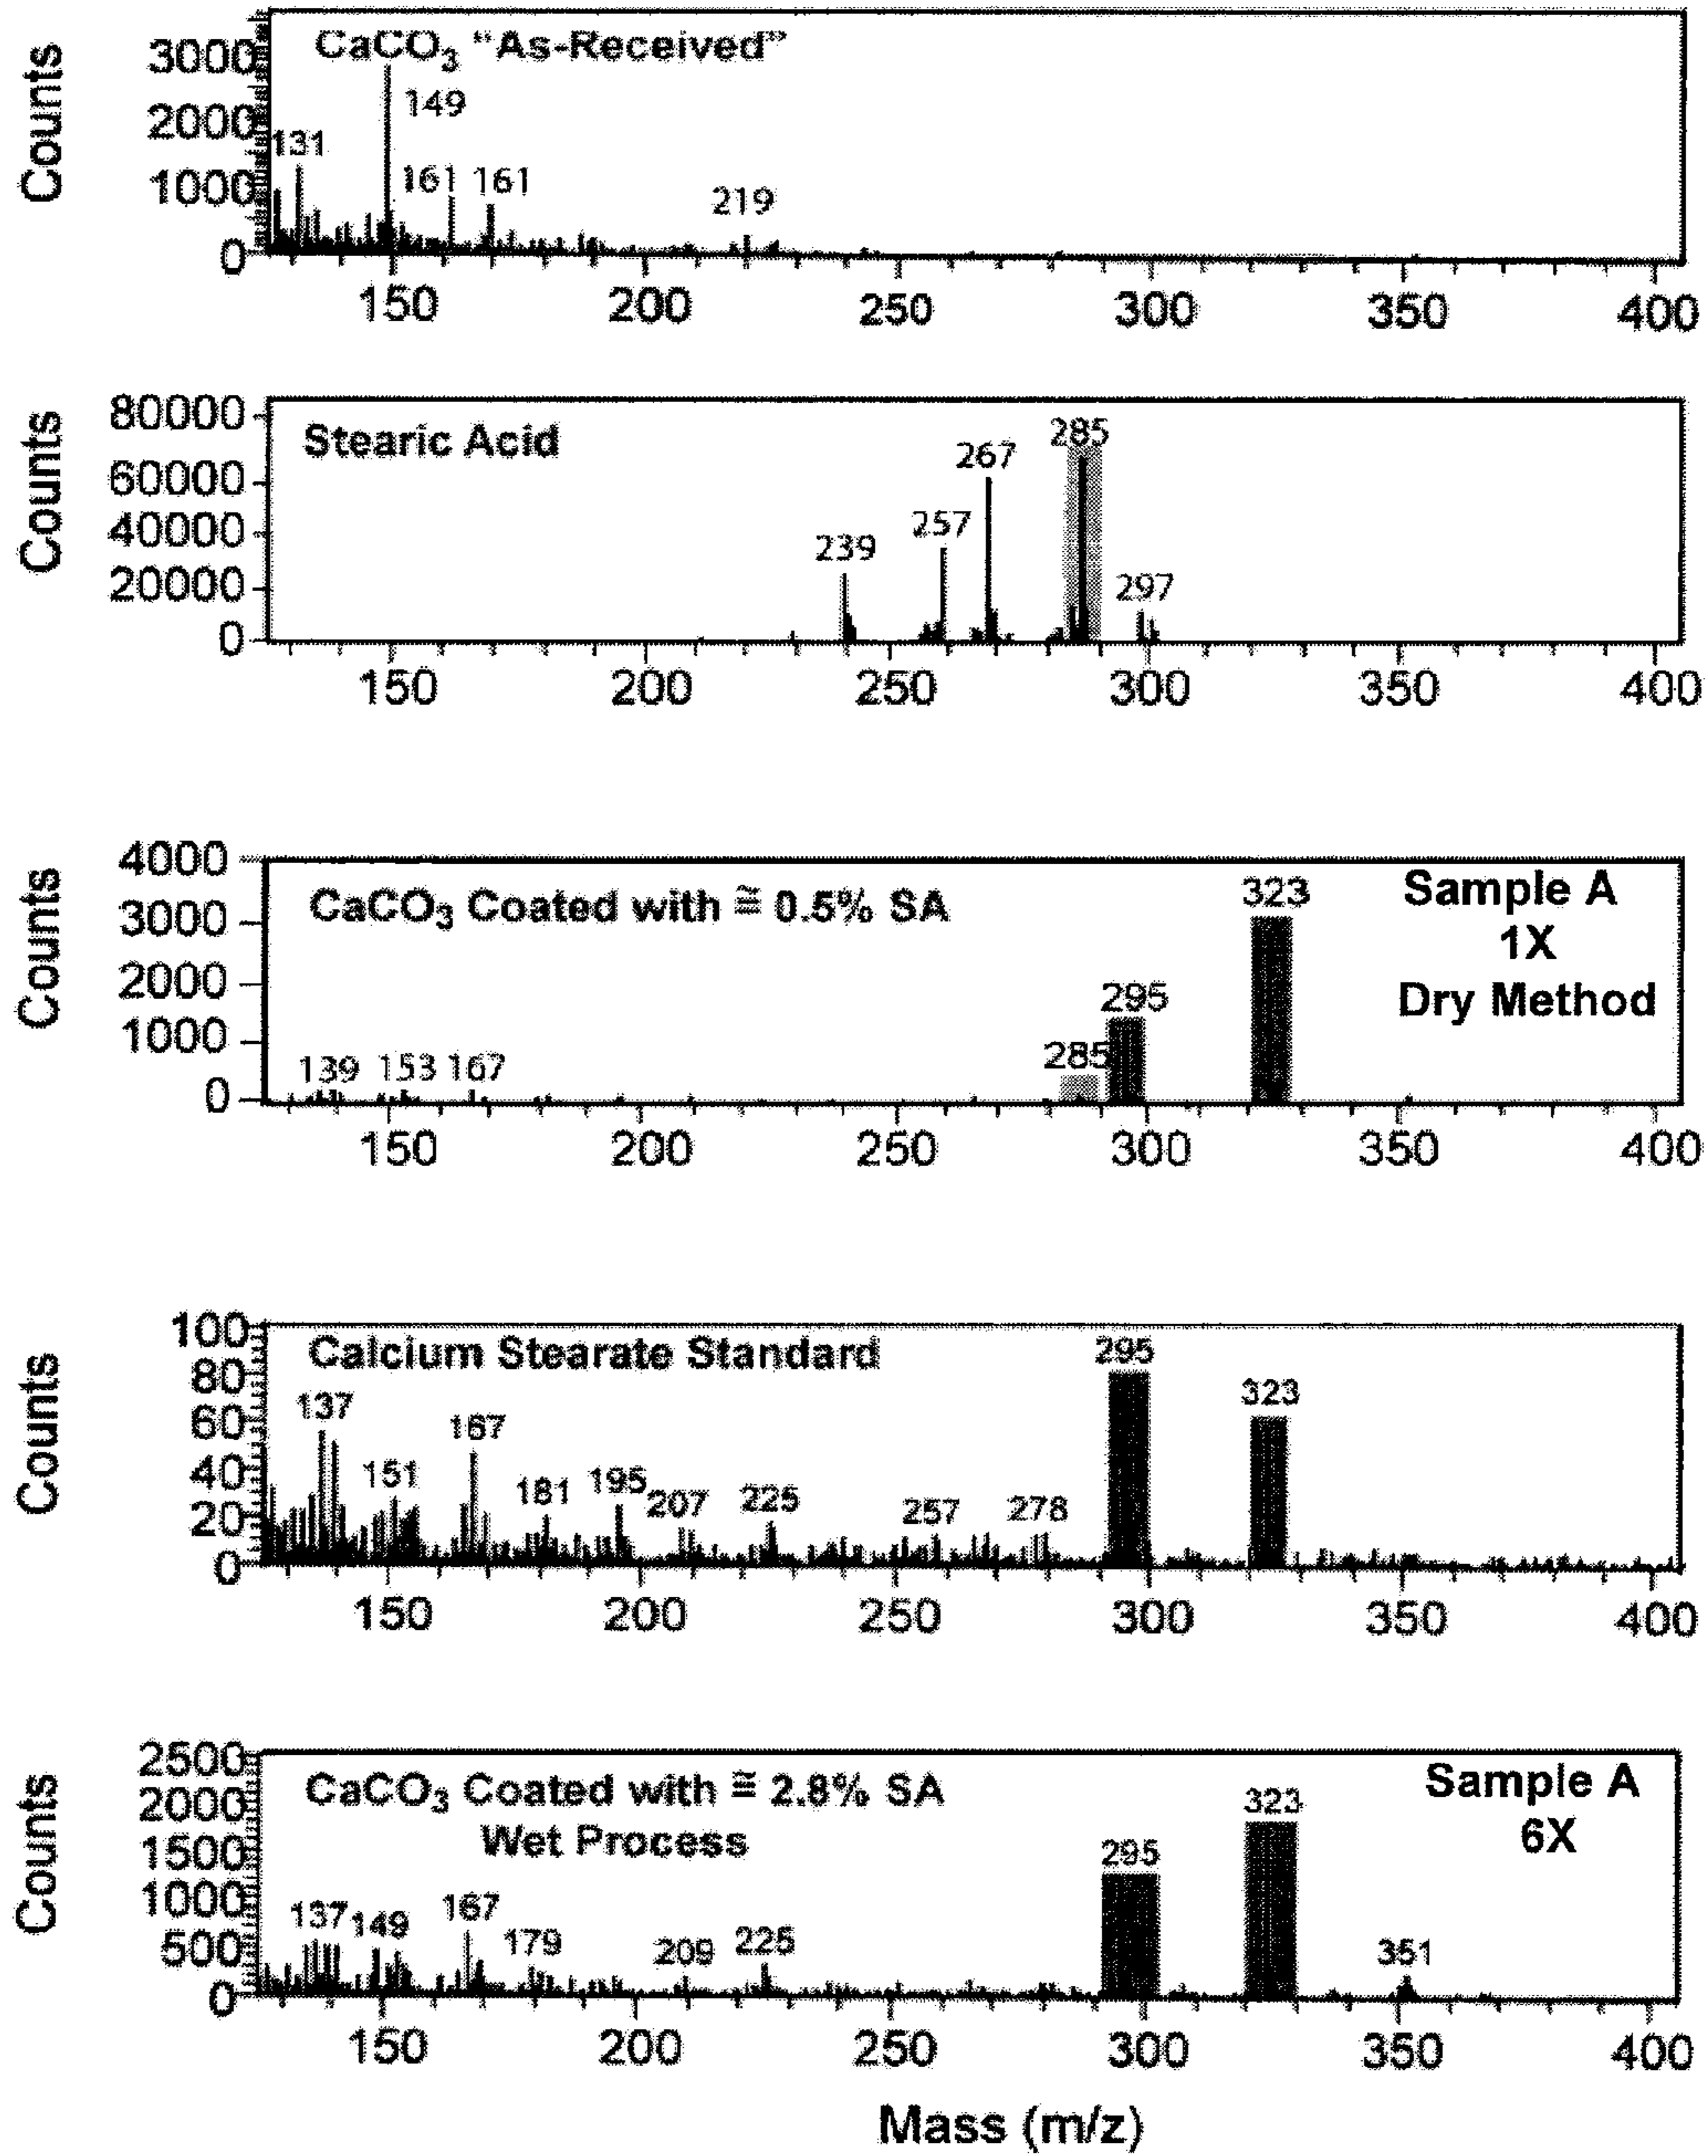 CaCO3 "As-Received"
Counts
3000
2000
1000
0
131
149
161
161
219
150 200 250 300 350 400
Stearic Acid
Counts
80000
60000
40000
20000
0
239
257
267
285
297
150 200 250 300 350 400
CaCO3 Coated with ≅ 0.5% SA
Sample A
1X
Dry Method
Counts
4000
3000
2000
1000
0
139 153 167
285
295
323
150 200 250 300 350 400
Calcium Stearate Standard
Counts
100
80
60
40
20
0
137
151
167
181
195
207
225
257
278
295
323
150 200 250 300 350 400
CaCO3 Coated with ≅ 2.8% SA
Wet Process
Sample A
6X
Counts
2500
2000
1500
1000
500
0
137
149
167
179
209
225
295
323
351
150 200 250 300 350 400
Mass (m/z)